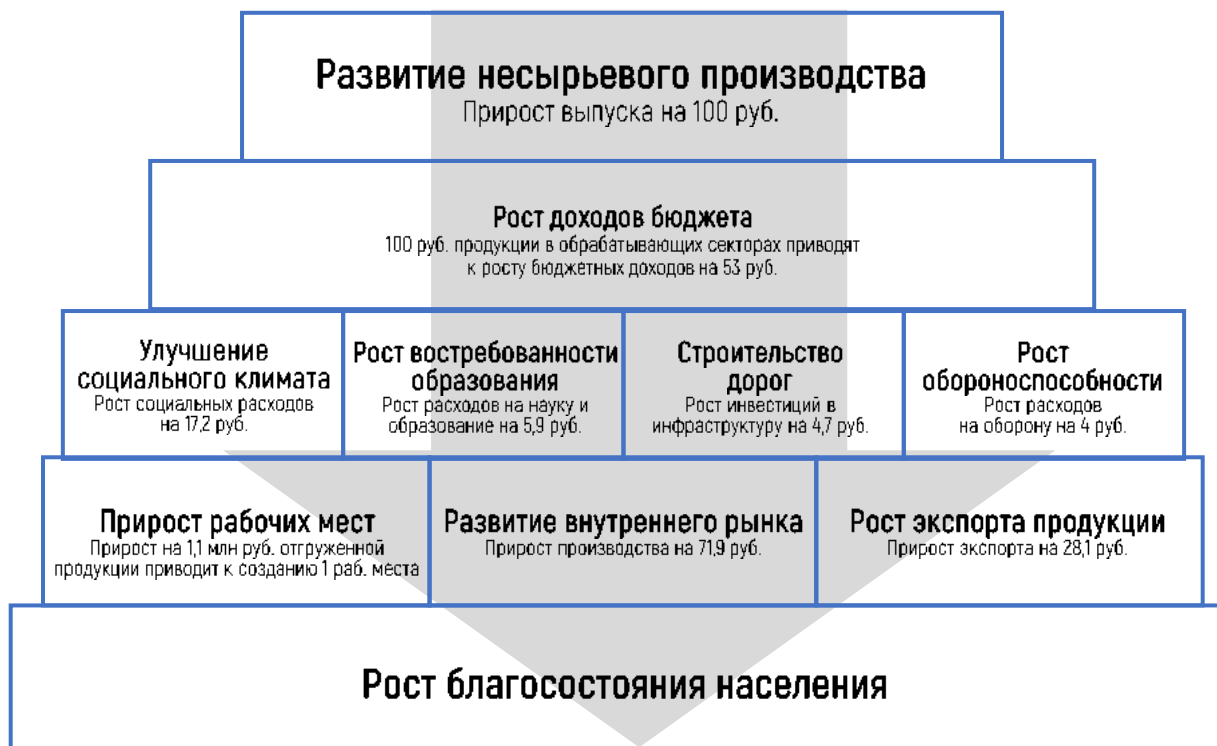 Развитие несырьевого производства
Прирост выпуска на 100 руб.
Рост доходов бюджета
100 руб. продукции в обрабатывающих секторах приводят
к росту бюджетных доходов на 53 руб.
Улучшение
социального климата
Рост социальных расходов
на 17,2 руб.
Рост востребованности
образования
Рост расходов на науку и
образование на 5,9 руб.
Строительство
дорог
Рост инвестиций в
инфраструктуру на 4,7 руб.
Рост
обороноспособности
Рост расходов
на оборону на 4 руб.
Прирост рабочих мест
Прирост на 1,1 млн руб. отгруженной
продукции приводит к созданию 1 раб. места
Развитие внутреннего рынка
Прирост производства на 71,9 руб.
Рост экспорта продукции
Прирост экспорта на 28,1 руб.
Рост благосостояния населения